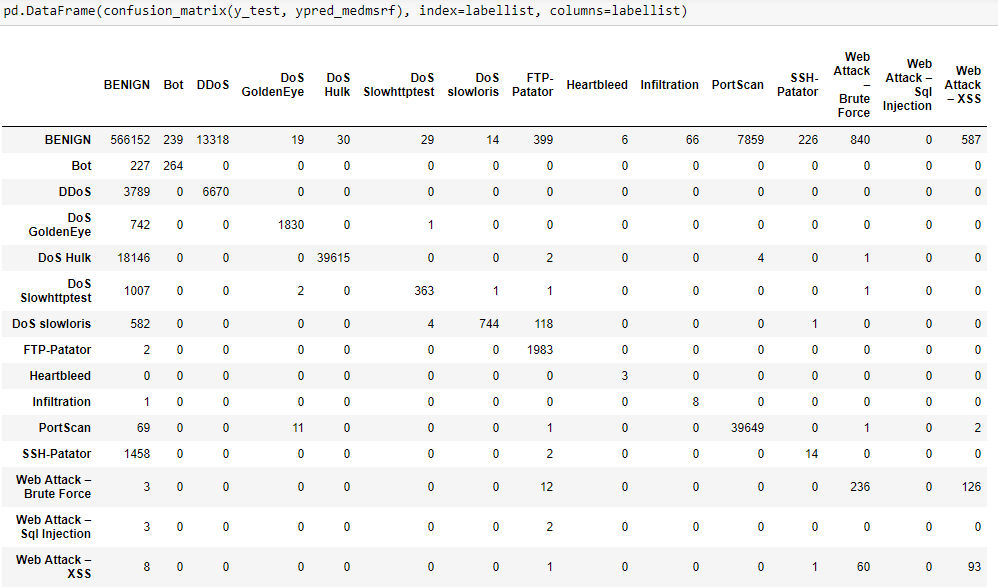 pd.DataFrame(confusion_matrix(y_test, ypred_medmsrf), index=labellist, columns=labellist)
BENIGN Bot DDoS DoS GoldenEye DoS Hulk DoS Slowhttptest DoS slowloris FTP-Patator Heartbleed Infiltration PortScan SSH-Patator Web Attack – Brute Force Web Attack – Sql Injection Web Attack – XSS
BENIGN 566152 239 13318 19 30 29 14 399 6 66 7859 226 840 0 587
Bot 227 264 0 0 0 0 0 0 0 0 0 0 0 0 0
DDoS 3789 0 6670 0 0 0 0 0 0 0 0 0 0 0 0
DoS GoldenEye 742 0 0 1830 0 1 0 0 0 0 0 0 0 0 0
DoS Hulk 18146 0 0 0 39615 0 0 2 0 0 4 0 1 0 0
DoS Slowhttptest 1007 0 0 2 0 363 1 1 0 0 0 0 1 0 0
DoS slowloris 582 0 0 0 0 4 744 118 0 0 0 1 0 0 0
FTP-Patator 2 0 0 0 0 0 0 1983 0 0 0 0 0 0 0
Heartbleed 0 0 0 0 0 0 0 0 3 0 0 0 0 0 0
Infiltration 1 0 0 0 0 0 0 0 0 8 0 0 0 0 0
PortScan 69 0 0 11 0 0 0 1 0 0 39649 0 1 0 2
SSH-Patator 1458 0 0 0 0 0 0 2 0 0 0 14 0 0 0
Web Attack – Brute Force 3 0 0 0 0 0 0 12 0 0 0 0 236 0 126
Web Attack – Sql Injection 3 0 0 0 0 0 0 2 0 0 0 0 0 0 0
Web Attack – XSS 8 0 0 0 0 0 0 1 0 0 0 1 60 0 93